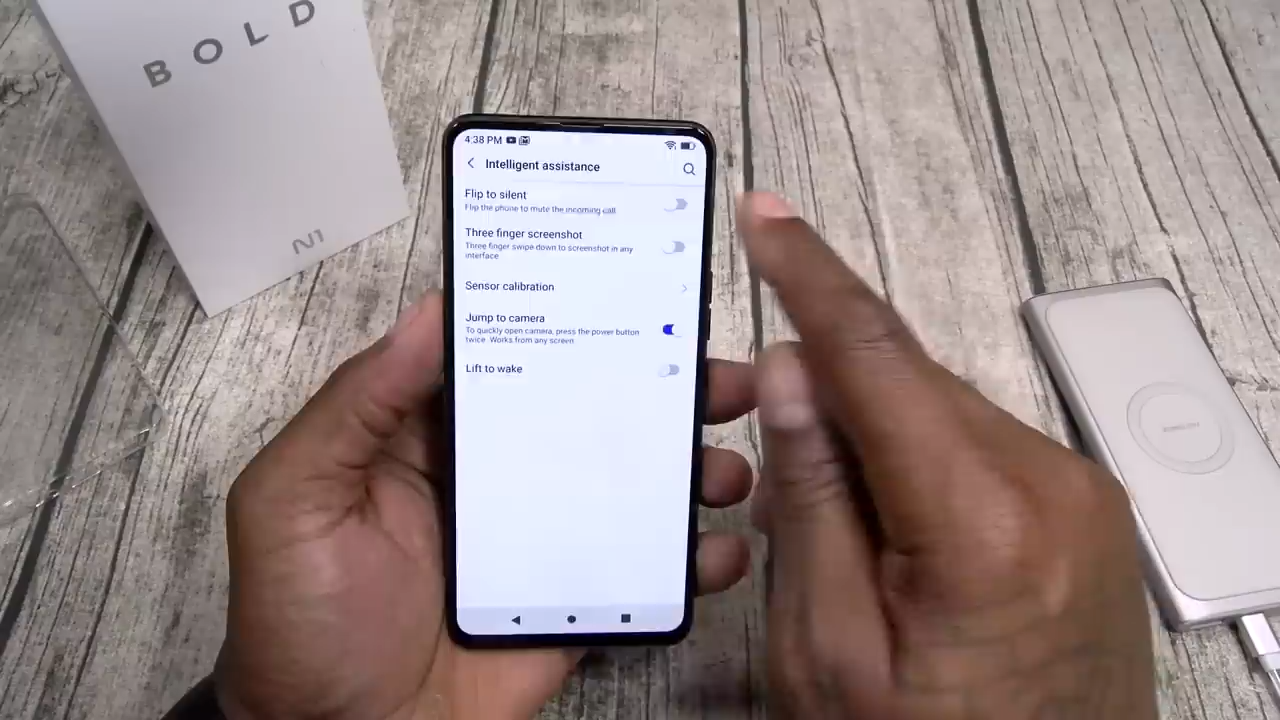 BOLD
N1
4:38 PM
Intelligent assistance
Flip to silent
Flip the phone to mute the incoming call
Three finger screenshot
Three finger swipe down to screenshot in any
interface
Sensor calibration
Jump to camera
To quickly open camera, press the power button
twice. Works from any screen
Lift to wake